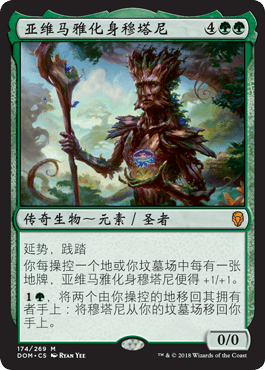 亚维马雅化身穆塔尼 4
传奇生物～元素／圣者
延势，践踏
你每操控一个地或你坟墓场中每有一张
地牌，亚维马雅化身穆塔尼便得 +1/+1。
1，将两个由你操控的地移回其拥有
者手上：将穆塔尼从你的坟墓场移回你
手上。
0/0
174/269 M
DOM • CS RYAN YEE
™ & © 2018 Wizards of the Coast